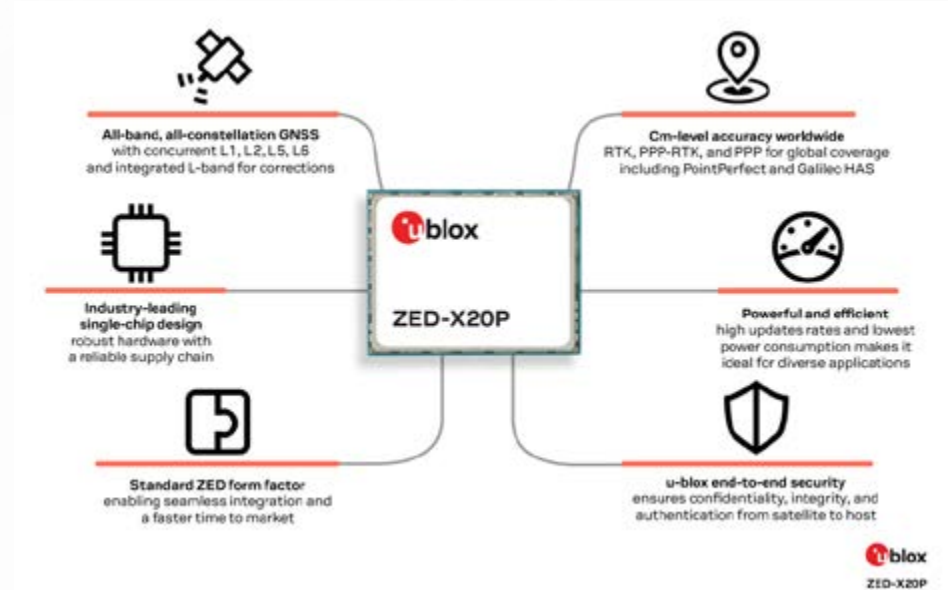 All-band, all-constellation GNSS
with concurrent L1, L2, L5, L6
and integrated L-band for corrections
Cm-level accuracy worldwide
RTK, PPP-RTK, and PPP for global coverage
including PointPerfect and Galileo HAS
ublox
ZED-X20P
Industry-leading
single-chip design
robust hardware with
a reliable supply chain
Powerful and efficient
high updates rates and lowest
power consumption makes it
ideal for diverse applications
Standard ZED form factor
enabling seamless integration and
a faster time to market
u-blox end-to-end security
ensures confidentiality, integrity, and
authentication from satellite to host
ublox
ZED-X20P